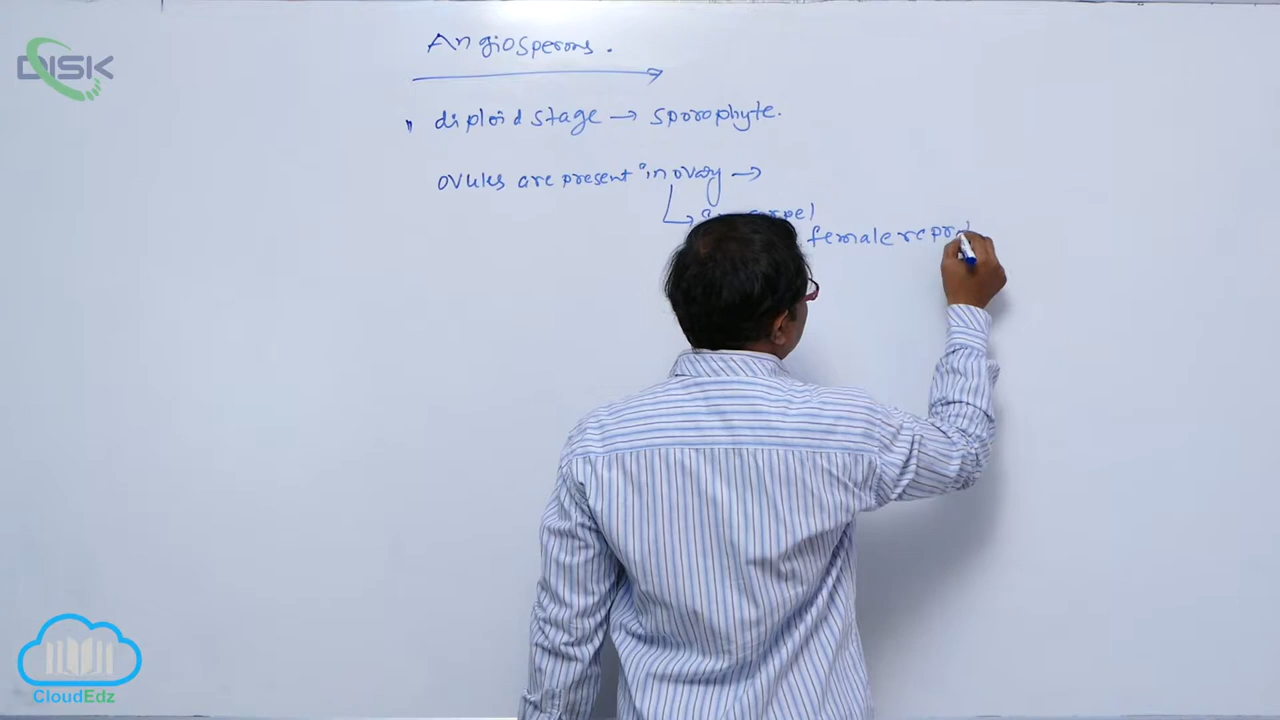 DISK
Angiosperms.
diploid stage → sporophyte.
ovules are present in ovary →
carpel
female repro
CloudEdz